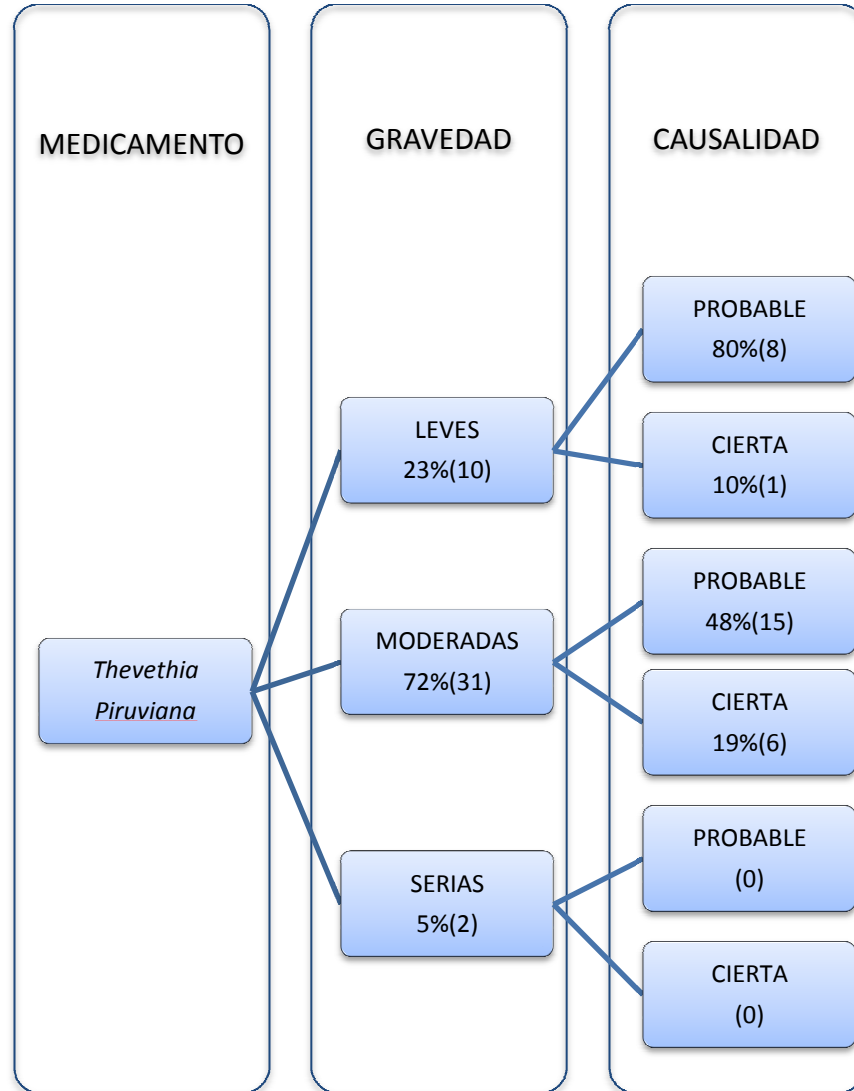 MEDICAMENTO
GRAVEDAD
CAUSALIDAD
Thevethia
Piruviana
LEVES
23%(10)
MODERADAS
72%(31)
SERIAS
5%(2)
PROBABLE
80%(8)
CIERTA
10%(1)
PROBABLE
48%(15)
CIERTA
19%(6)
PROBABLE
(0)
CIERTA
(0)